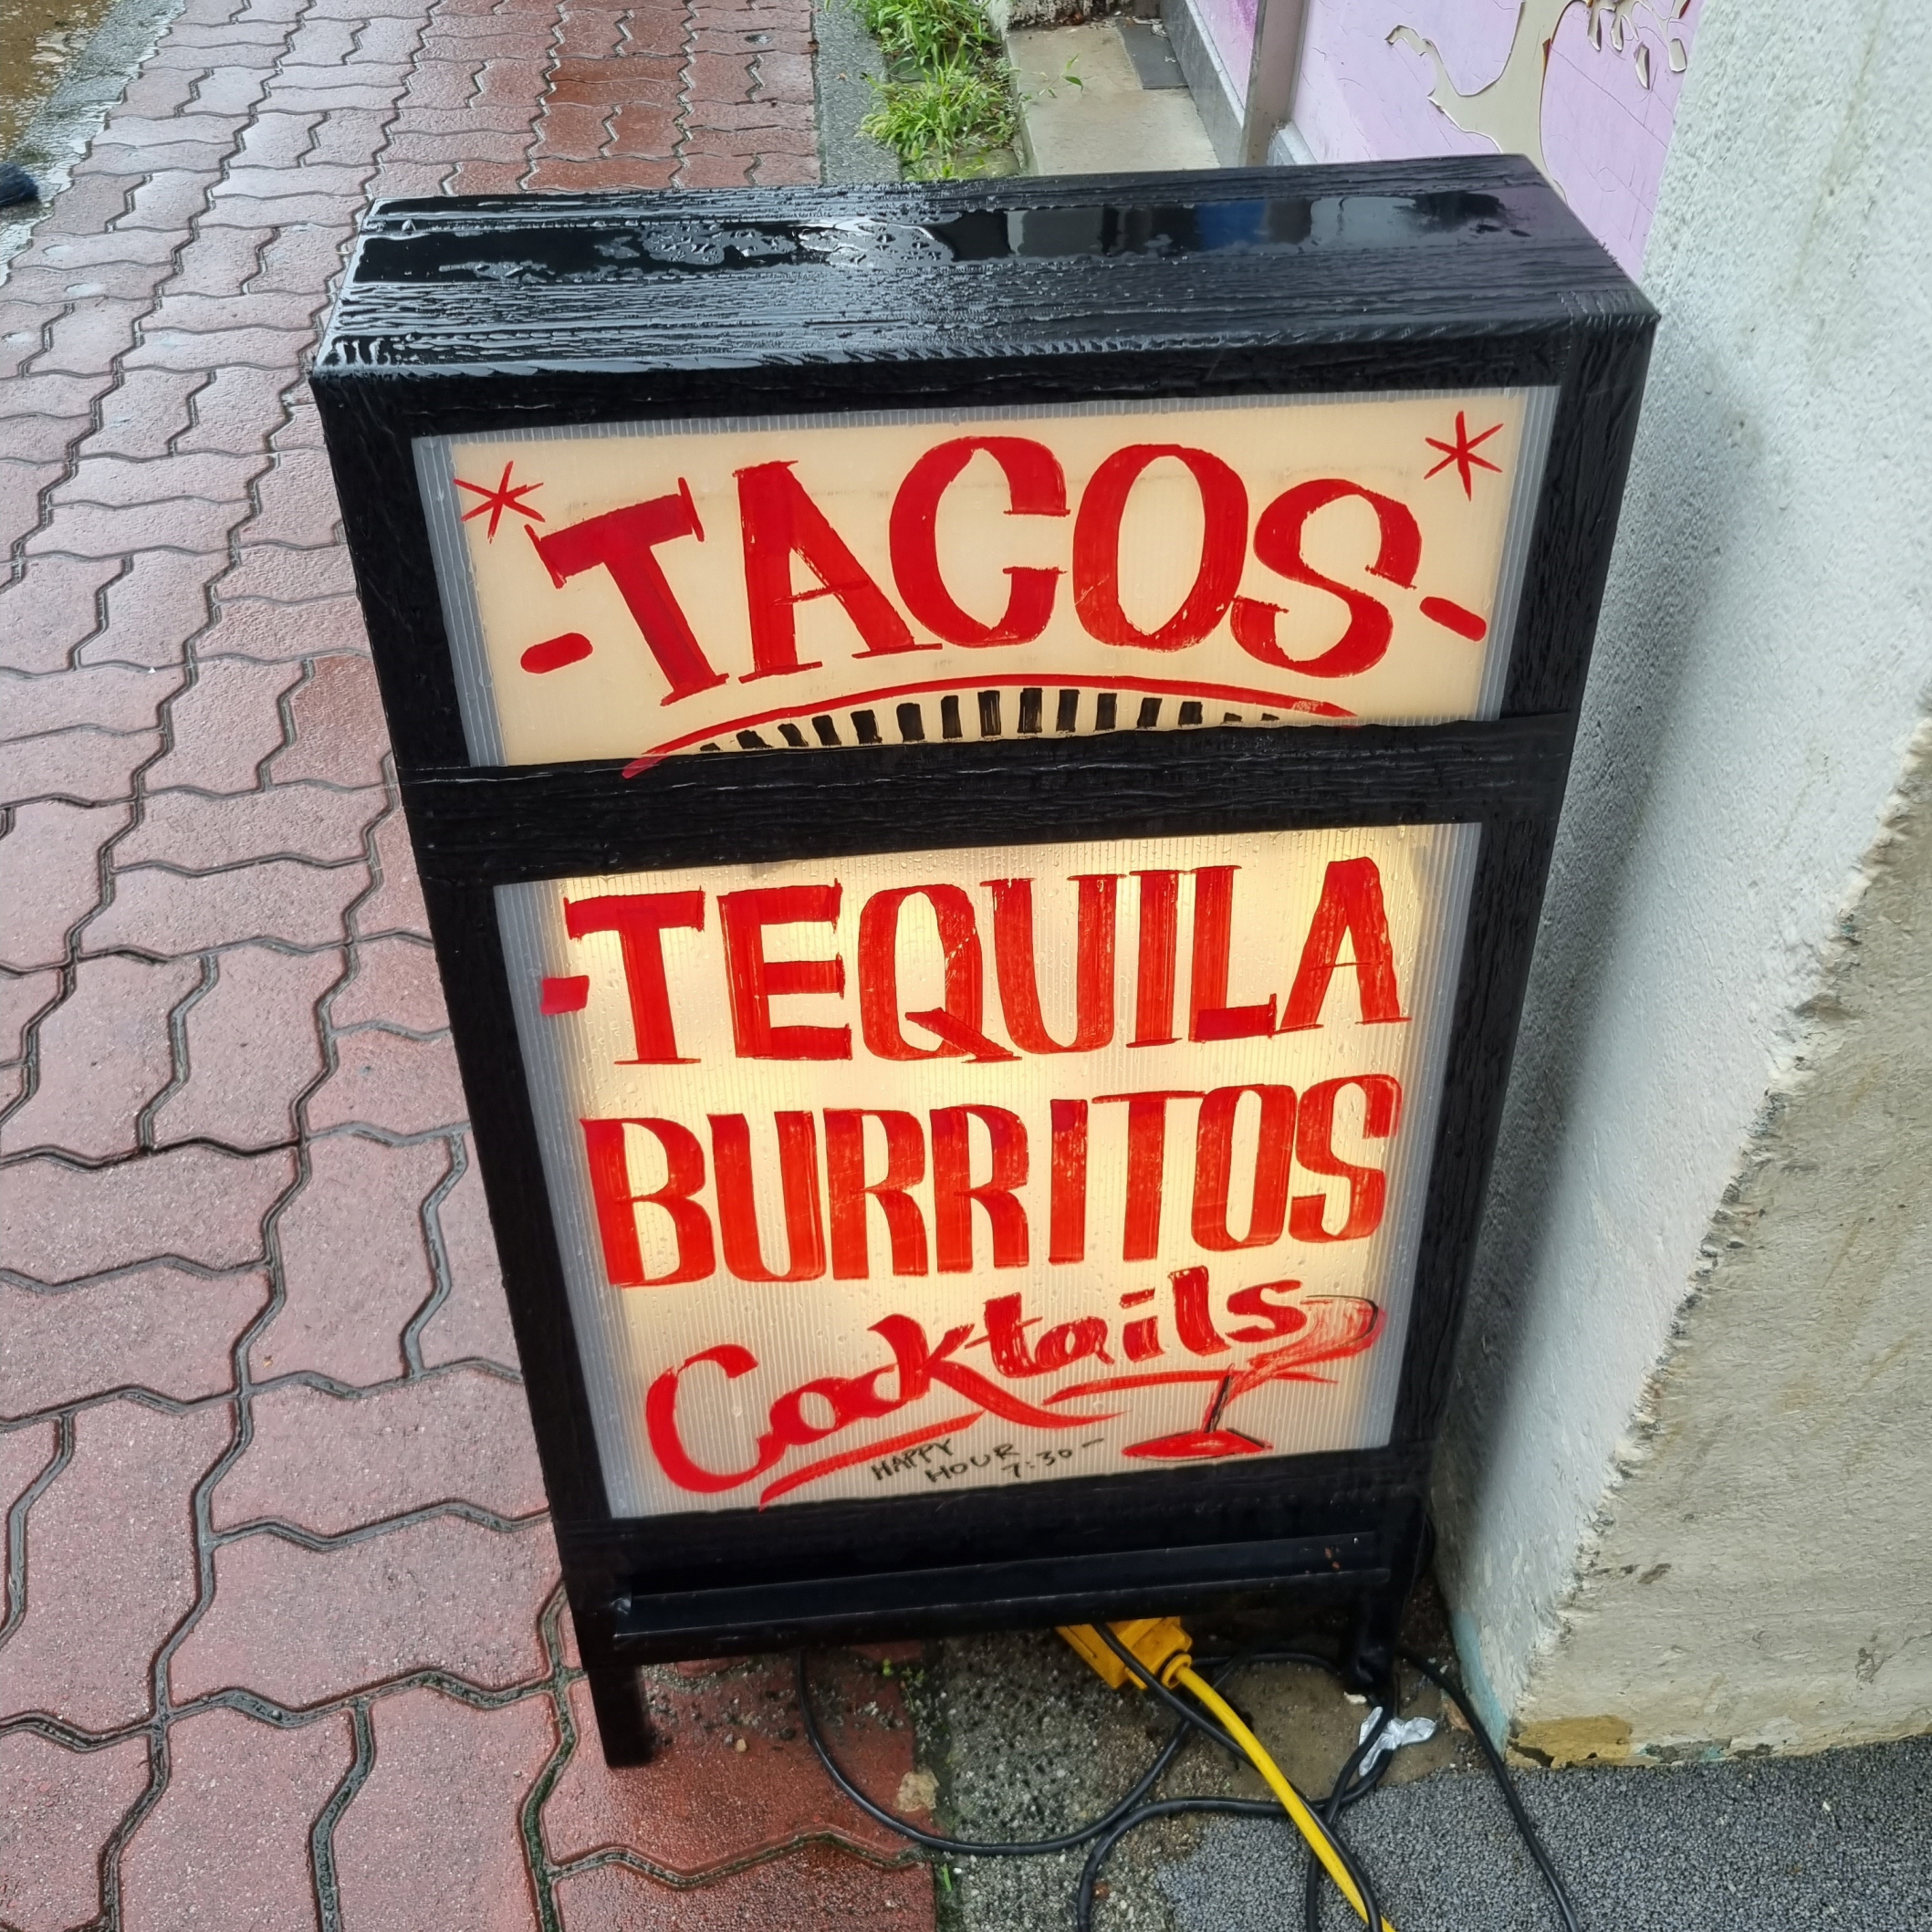 -TACOS-
-TEQUILA
BURRITOS
Cocktails
HAPPY
HOUR
7:30-